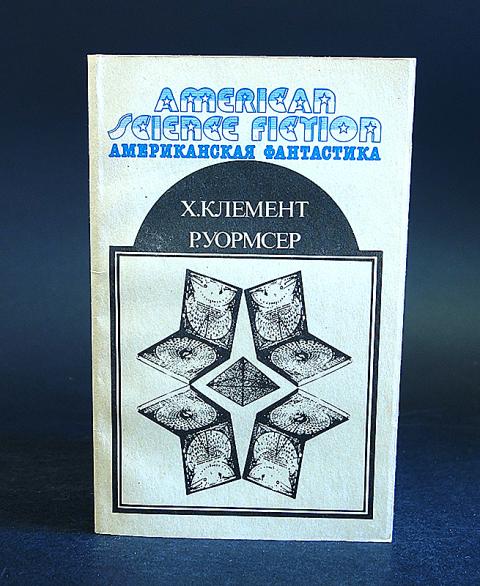 AMERICAN
SCIENCE FICTION
АМЕРИКАНСКАЯ ФАНТАСТИКА
Х.КЛЕМЕНТ
Р.УОРМСЕР